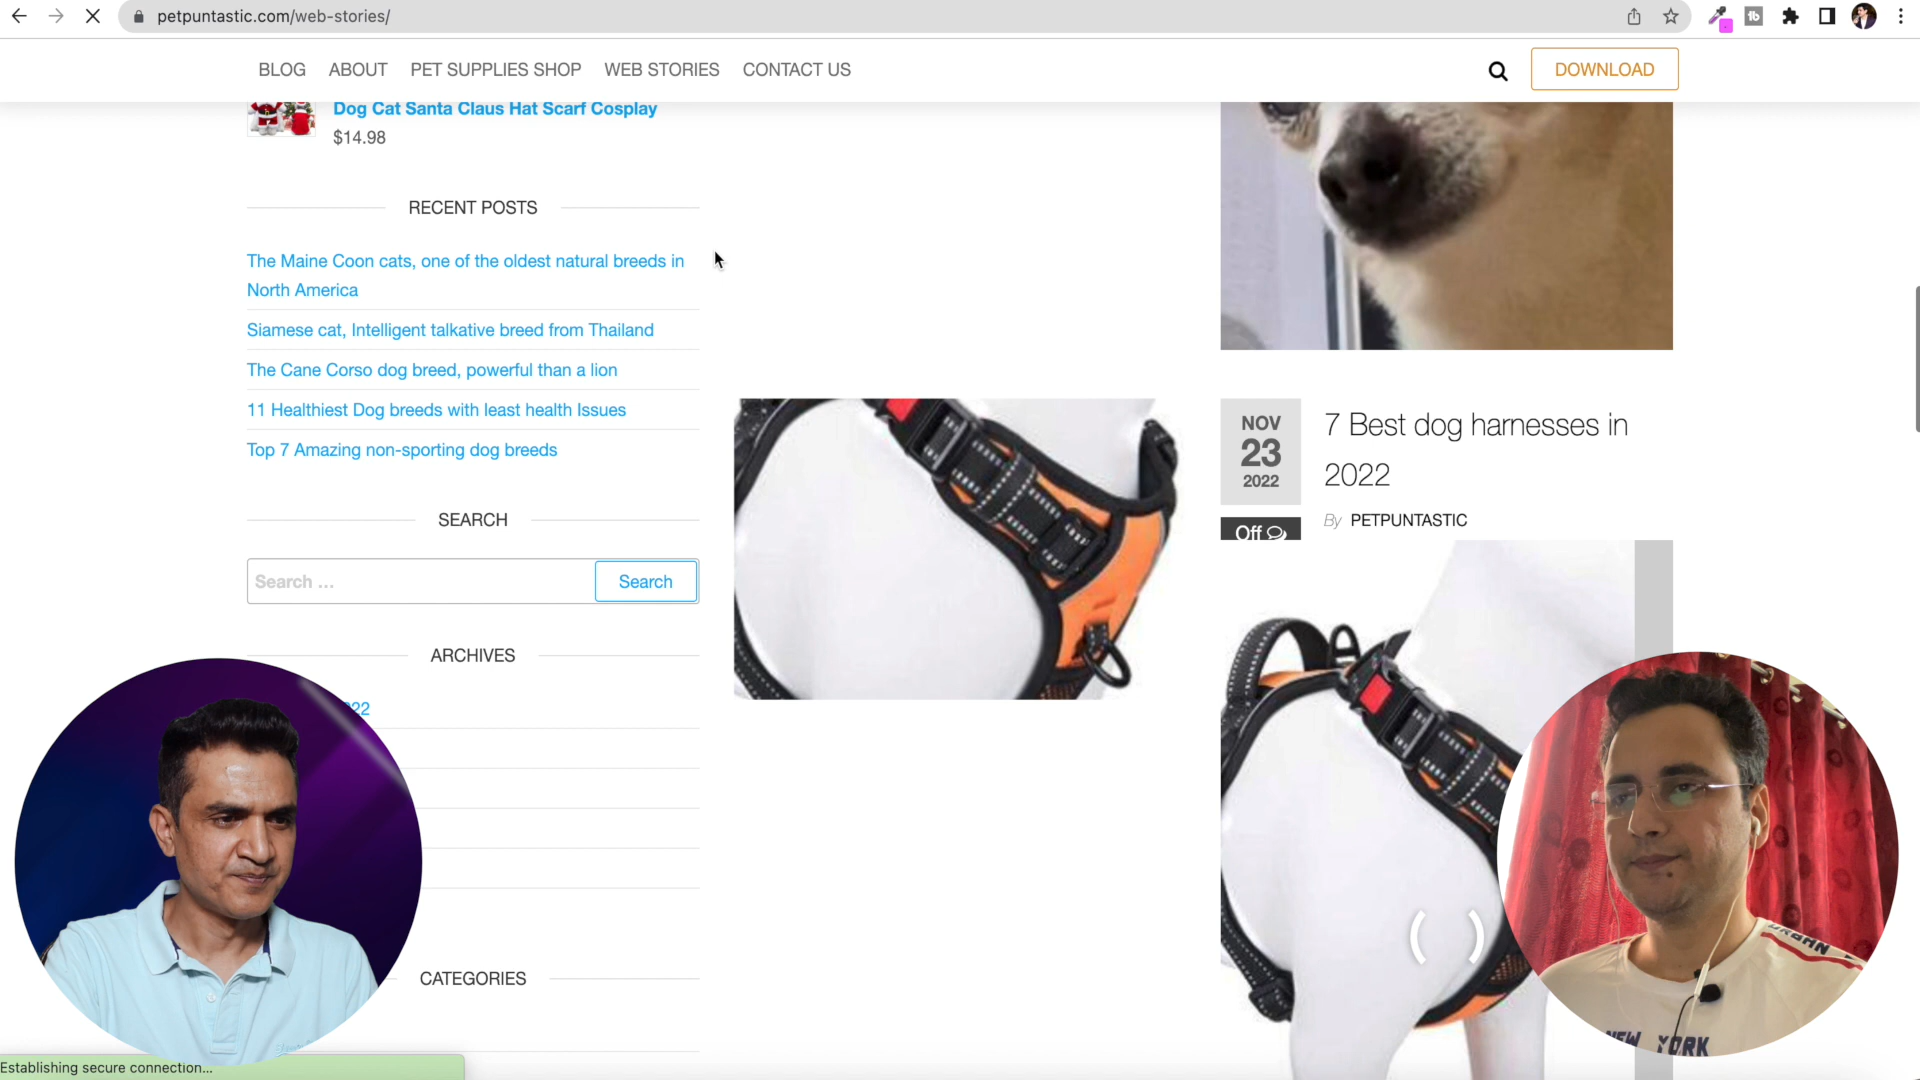 petpuntastic.com/web-stories/
BLOG ABOUT PET SUPPLIES SHOP WEB STORIES CONTACT US
DOWNLOAD
Dog Cat Santa Claus Hat Scarf Cosplay
$14.98
RECENT POSTS
The Maine Coon cats, one of the oldest natural breeds in
North America
Siamese cat, Intelligent talkative breed from Thailand
The Cane Corso dog breed, powerful than a lion
11 Healthiest Dog breeds with least health Issues
Top 7 Amazing non-sporting dog breeds
SEARCH
Search ...
Search
ARCHIVES
22
CATEGORIES
NOV
23
2022
Off
7 Best dog harnesses in
2022
By PETPUNTASTIC
URBAN
NEW YORK
Establishing secure connection...